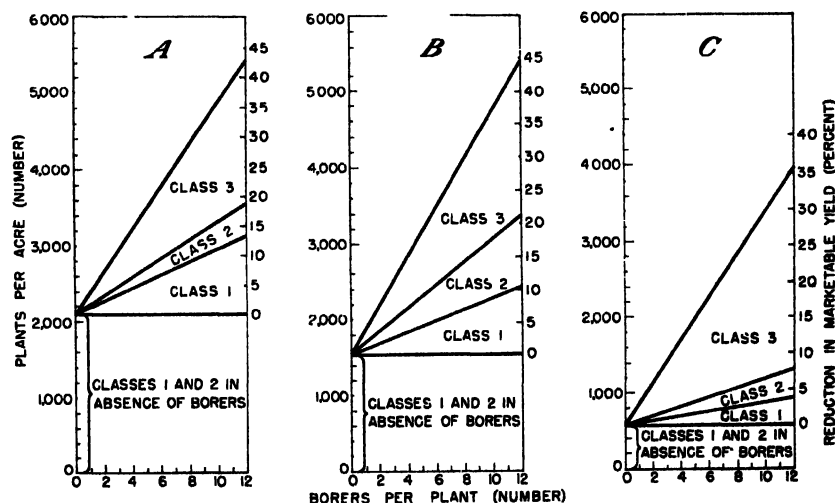 PLANTS PER ACRE (NUMBER)
A
6000
5,000
4,000
3,000
2,000
1,000
0
45
40
35
30
25
20
15
10
5
0
CLASS 3
CLASS 2
CLASS 1
CLASSES 1 AND 2 IN
ABSENCE OF BORERS
0 2 4 6 8 10 12
B
6000
5,000
4,000
3,000
2,000
1,000
0
45
40
35
30
25
20
15
10
5
0
CLASS 3
CLASS 2
CLASS 1
CLASSES 1 AND 2 IN
ABSENCE OF BORERS
0 2 4 6 8 10 12
C
6000
5,000
4000
3,000
2,000
1,000
0
40
35
30
25
20
15
10
5
0
CLASS 3
CLASS 2
CLASS 1
CLASSES 1 AND 2 IN
ABSENCE OF BORERS
0 2 4 6 8 10 12
REDUCTION IN MARKETABLE YIELD (PERCENT)
BORERS PER PLANT (NUMBER)